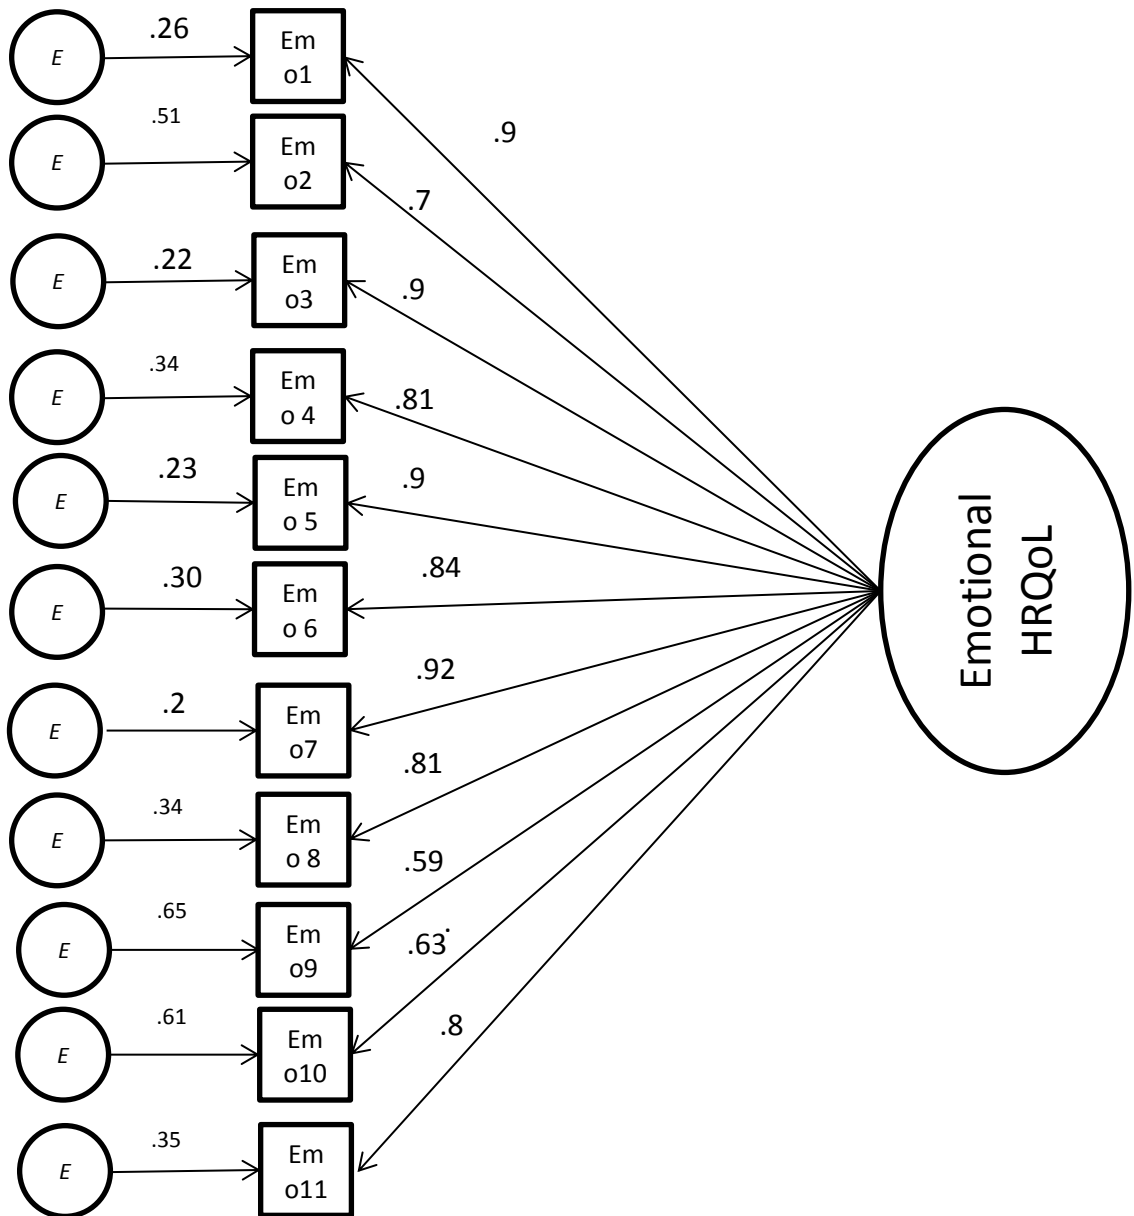 E
.26
Em
o1
.9
E
.51
Em
o2
.7
E
.22
Em
o3
.9
E
.34
Em
o 4
.81
E
.23
Em
o 5
.9
E
.30
Em
o 6
.84
Emotional
HRQoL
E
.2
Em
o7
.92
E
.34
Em
o 8
.81
E
.65
Em
o9
.59
E
.61
Em
o10
.63
E
.35
Em
o11
.8